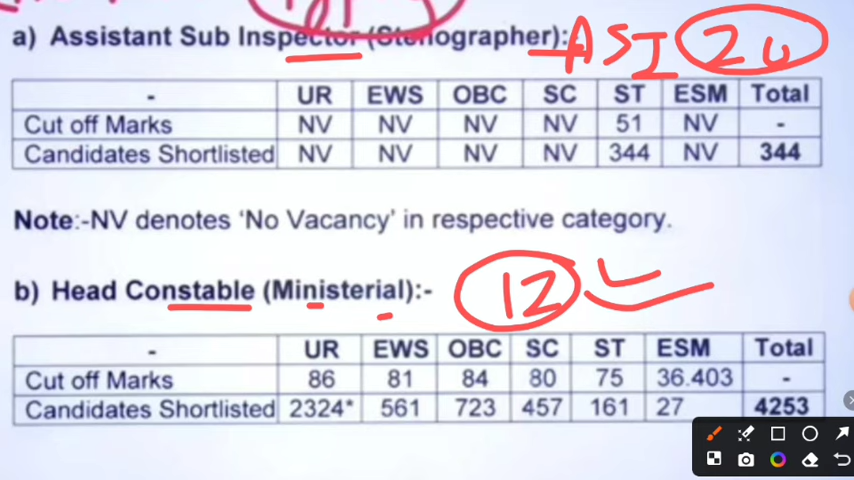 a) Assistant Sub Inspector (Stenographer):-
ASI
- UR EWS OBC SC ST ESM Total
Cut off Marks NV NV NV NV 51 NV -
Candidates Shortlisted NV NV NV NV 344 NV 344
Note:-NV denotes 'No Vacancy' in respective category.
b) Head Constable (Ministerial):- 12
- UR EWS OBC SC ST ESM Total
Cut off Marks 86 81 84 80 75 36.403 -
Candidates Shortlisted 2324* 561 723 457 161 27 4253